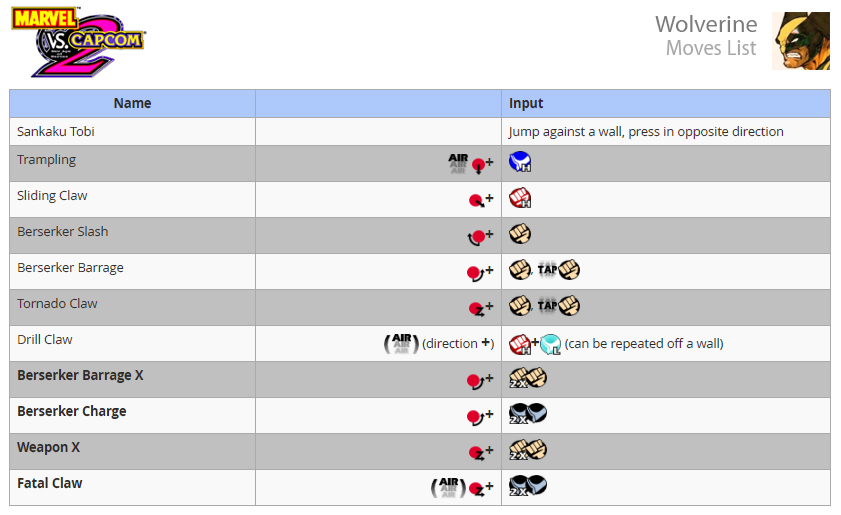 MARVEL
VS. CAPCOM
2
Wolverine
Moves List
Name Input
Sankaku Tobi Jump against a wall, press in opposite direction
Trampling AIR + H
Sliding Claw + H
Berserker Slash +
Berserker Barrage + , TAP
Tornado Claw + , TAP
Drill Claw (AIR) (direction +) H + L (can be repeated off a wall)
Berserker Barrage X + 2X
Berserker Charge + 2X
Weapon X + 2X
Fatal Claw (AIR) + 2X